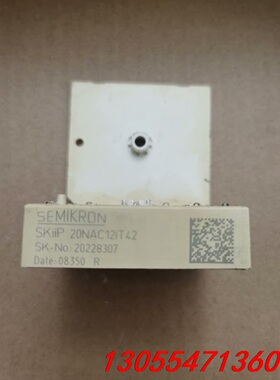 SEMIKRON
SKiiP 20NAC12IT42
SK-No. 20228307
Date 08350 R
13055471360